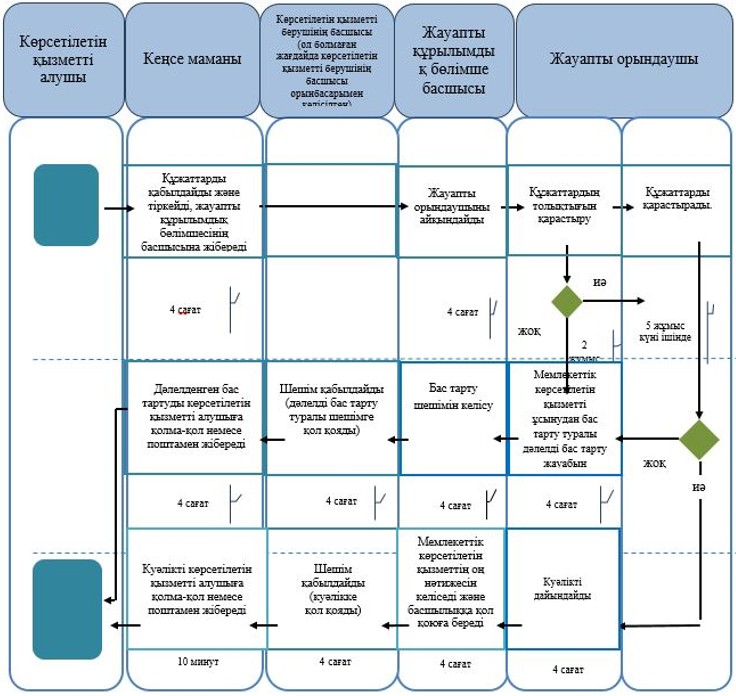 Көрсетілетін
қызметті
алушы
Кеңсе маманы
Көрсетілетін қызметті
берушінің басшысы
(ол болмаған
жағдайда көрсетілетін
қызметті берушінің
басшысы
орынбасарымен
келісілген)
Жауапты
құрылымды
қ бөлімше
басшысы
Жауапты орындаушы
Құжаттарды
қабылдайды және
тіркейді, жауапты
құрылымдық
бөлімшесінің
басшысына жібереді
Жауапты
орындаушыны
айқындайды
Құжаттардың
толықтығын
қарастыру
Құжаттарды
қарастырады.
4 сағат
4 сағат
иә
жоқ
2
жұмыс
5 жұмыс
күні ішінде
Дәлелденген бас
тартуды көрсетілетін
қызметті алушыға
қолма-қол немесе
поштамен жібереді
Шешім қабылдайды
(дәлелді бас тарту
туралы шешімге
қол қояды)
Бас тарту
шешімін келісу
Мемлекеттік
көрсетілетін
қызметті
ұсынудан бас
тарту туралы
дәлелді бас тарту
жауабын
жоқ
иә
4 сағат
4 сағат
4 сағат
4 сағат
Куәлікті көрсетілетін
қызметті алушыға
қолма-қол немесе
поштамен жібереді
Шешім
қабылдайды
(куәлікке
қол қояды)
Мемлекеттік
көрсетілетін
қызметтің оң
нәтижесін
келіседі және
басшылыққа қол
қоюға береді
Куәлікті
дайындайды
10 минут
4 сағат
4 сағат
4 сағат